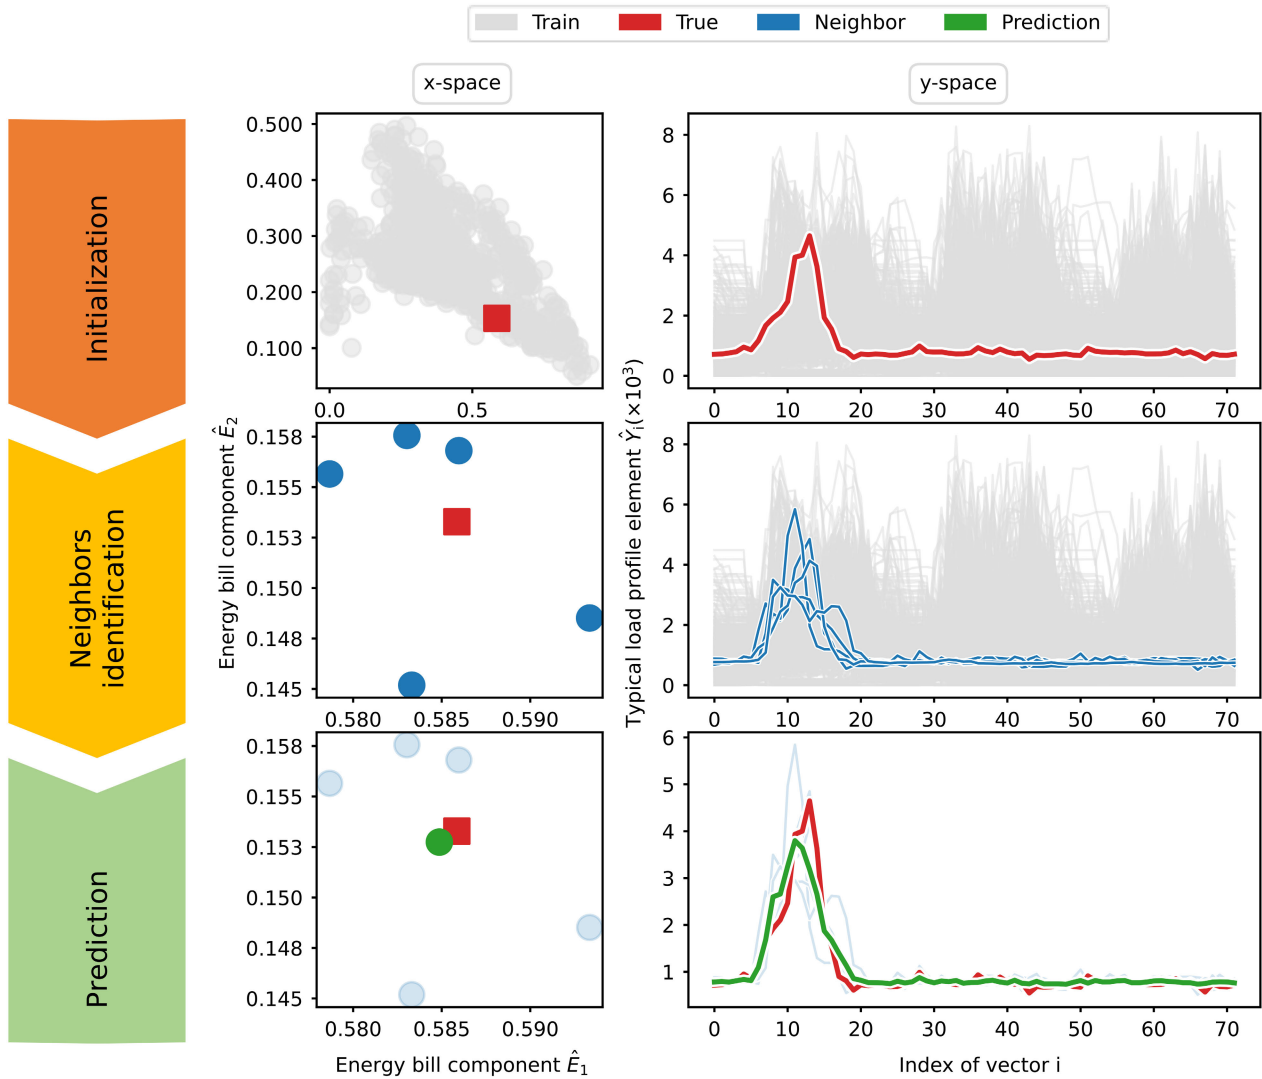 Train True Neighbor Prediction
x-space
y-space
Initialization
0.500
0.400
0.300
0.200
0.100
0.0 0.5
8
6
4
2
0
0 10 20 30 40 50 60 70
Neighbors
identification
Energy bill component Ê₂
0.158
0.155
0.153
0.150
0.148
0.145
0.580 0.585 0.590
Typical load profile element Ŷᵢ(×10³)
8
6
4
2
0
0 10 20 30 40 50 60 70
Prediction
0.158
0.155
0.153
0.150
0.148
0.145
0.580 0.585 0.590
Energy bill component Ê₁
6
5
4
3
2
1
0 10 20 30 40 50 60 70
Index of vector i